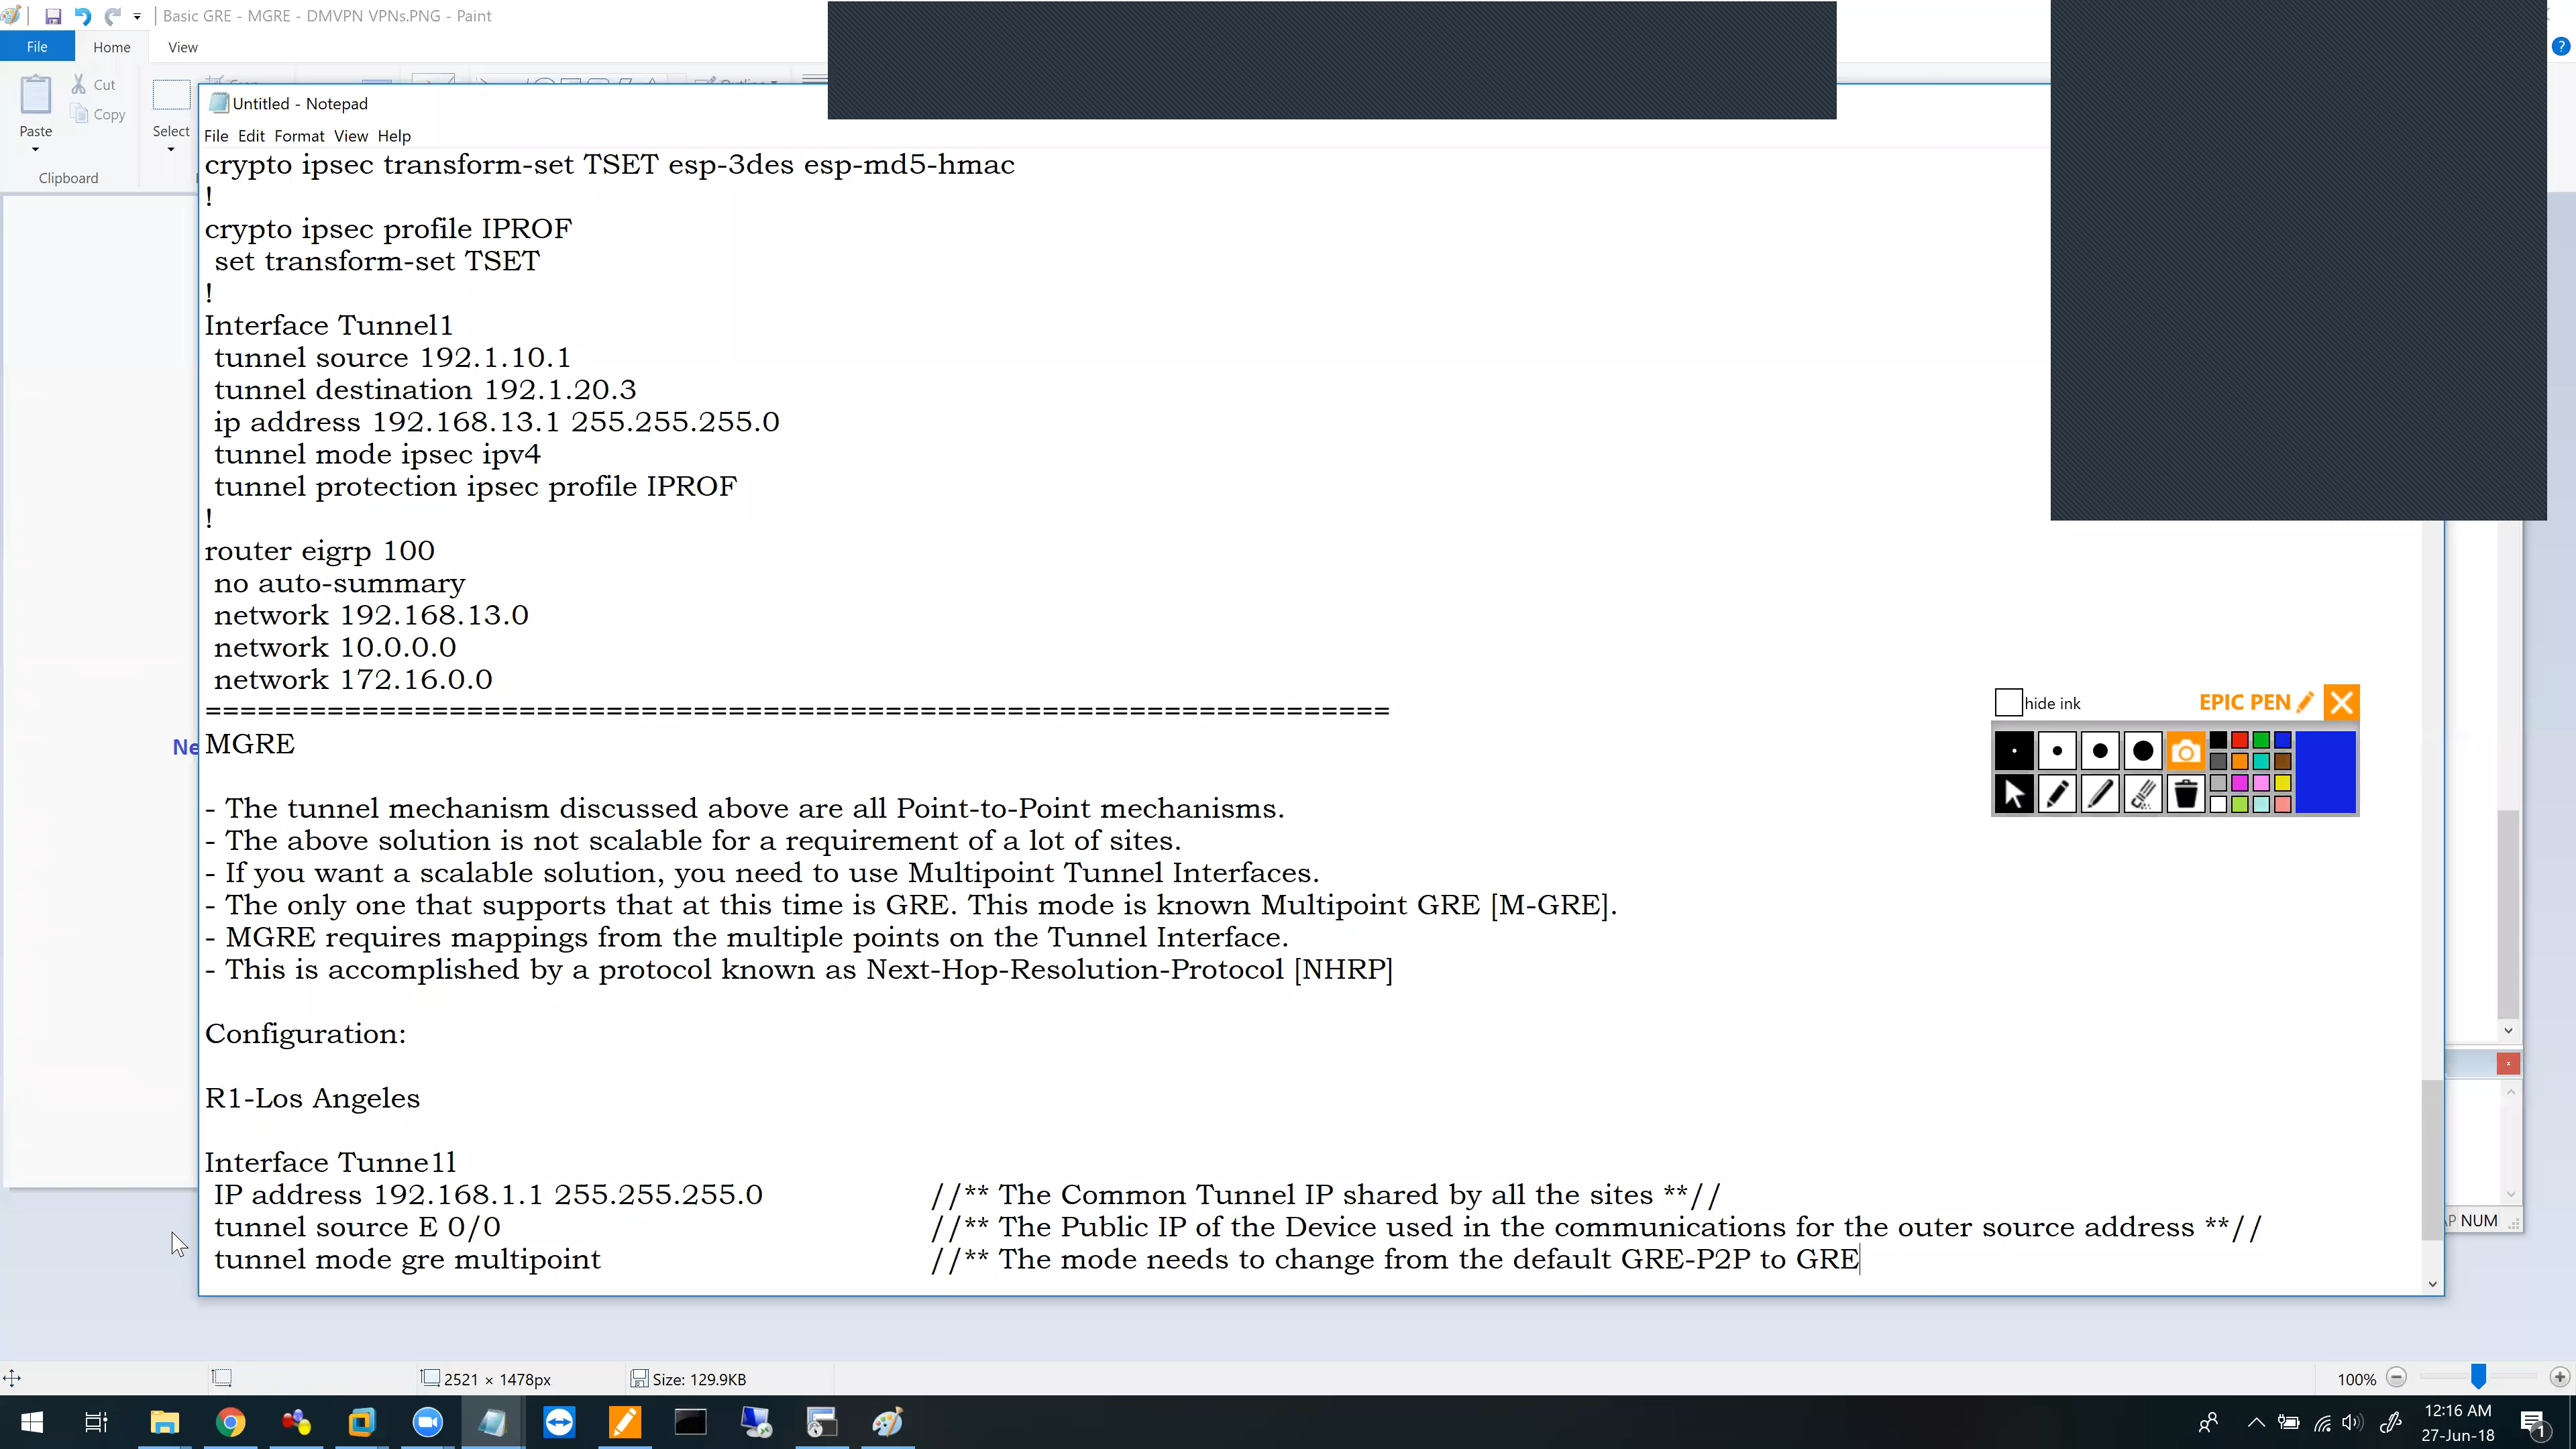 Basic GRE - MGRE - DMVPN VPNs.PNG - Paint
File Home View
Cut
Copy
Paste
Select
Clipboard
Untitled - Notepad
File Edit Format View Help
crypto ipsec transform-set TSET esp-3des esp-md5-hmac
!
crypto ipsec profile IPROF
set transform-set TSET
!
Interface Tunnel1
tunnel source 192.1.10.1
tunnel destination 192.1.20.3
ip address 192.168.13.1 255.255.255.0
tunnel mode ipsec ipv4
tunnel protection ipsec profile IPROF
!
router eigrp 100
no auto-summary
network 192.168.13.0
network 10.0.0.0
network 172.16.0.0
====================================================================
hide ink EPIC PEN
Ne
MGRE
- The tunnel mechanism discussed above are all Point-to-Point mechanisms.
- The above solution is not scalable for a requirement of a lot of sites.
- If you want a scalable solution, you need to use Multipoint Tunnel Interfaces.
- The only one that supports that at this time is GRE. This mode is known Multipoint GRE [M-GRE].
- MGRE requires mappings from the multiple points on the Tunnel Interface.
- This is accomplished by a protocol known as Next-Hop-Resolution-Protocol [NHRP]
Configuration:
R1-Los Angeles
Interface Tunne1l
IP address 192.168.1.1 255.255.255.0 //** The Common Tunnel IP shared by all the sites **//
tunnel source E 0/0 //** The Public IP of the Device used in the communications for the outer source address **//
tunnel mode gre multipoint //** The mode needs to change from the default GRE-P2P to GRE
NUM
2521 × 1478px
Size: 129.9KB
100%
12:16 AM
27-Jun-18
1